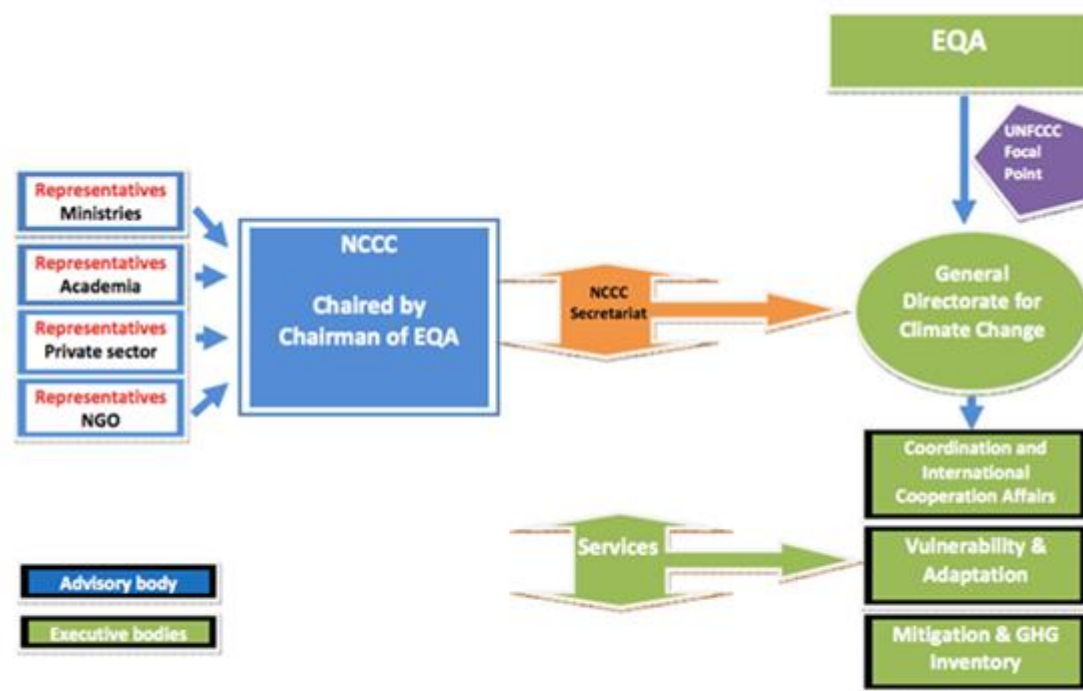 EQA
UNFCCC
Focal
Point
Representatives
Ministries
Representatives
Academia
Representatives
Private sector
Representatives
NGO
NCCC
Chaired by
Chairman of EQA
NCCC
Secretariat
General
Directorate for
Climate Change
Coordination and
International
Cooperation Affairs
Services
Vulnerability &
Adaptation
Mitigation & GHG
Inventory
Advisory body
Executive bodies